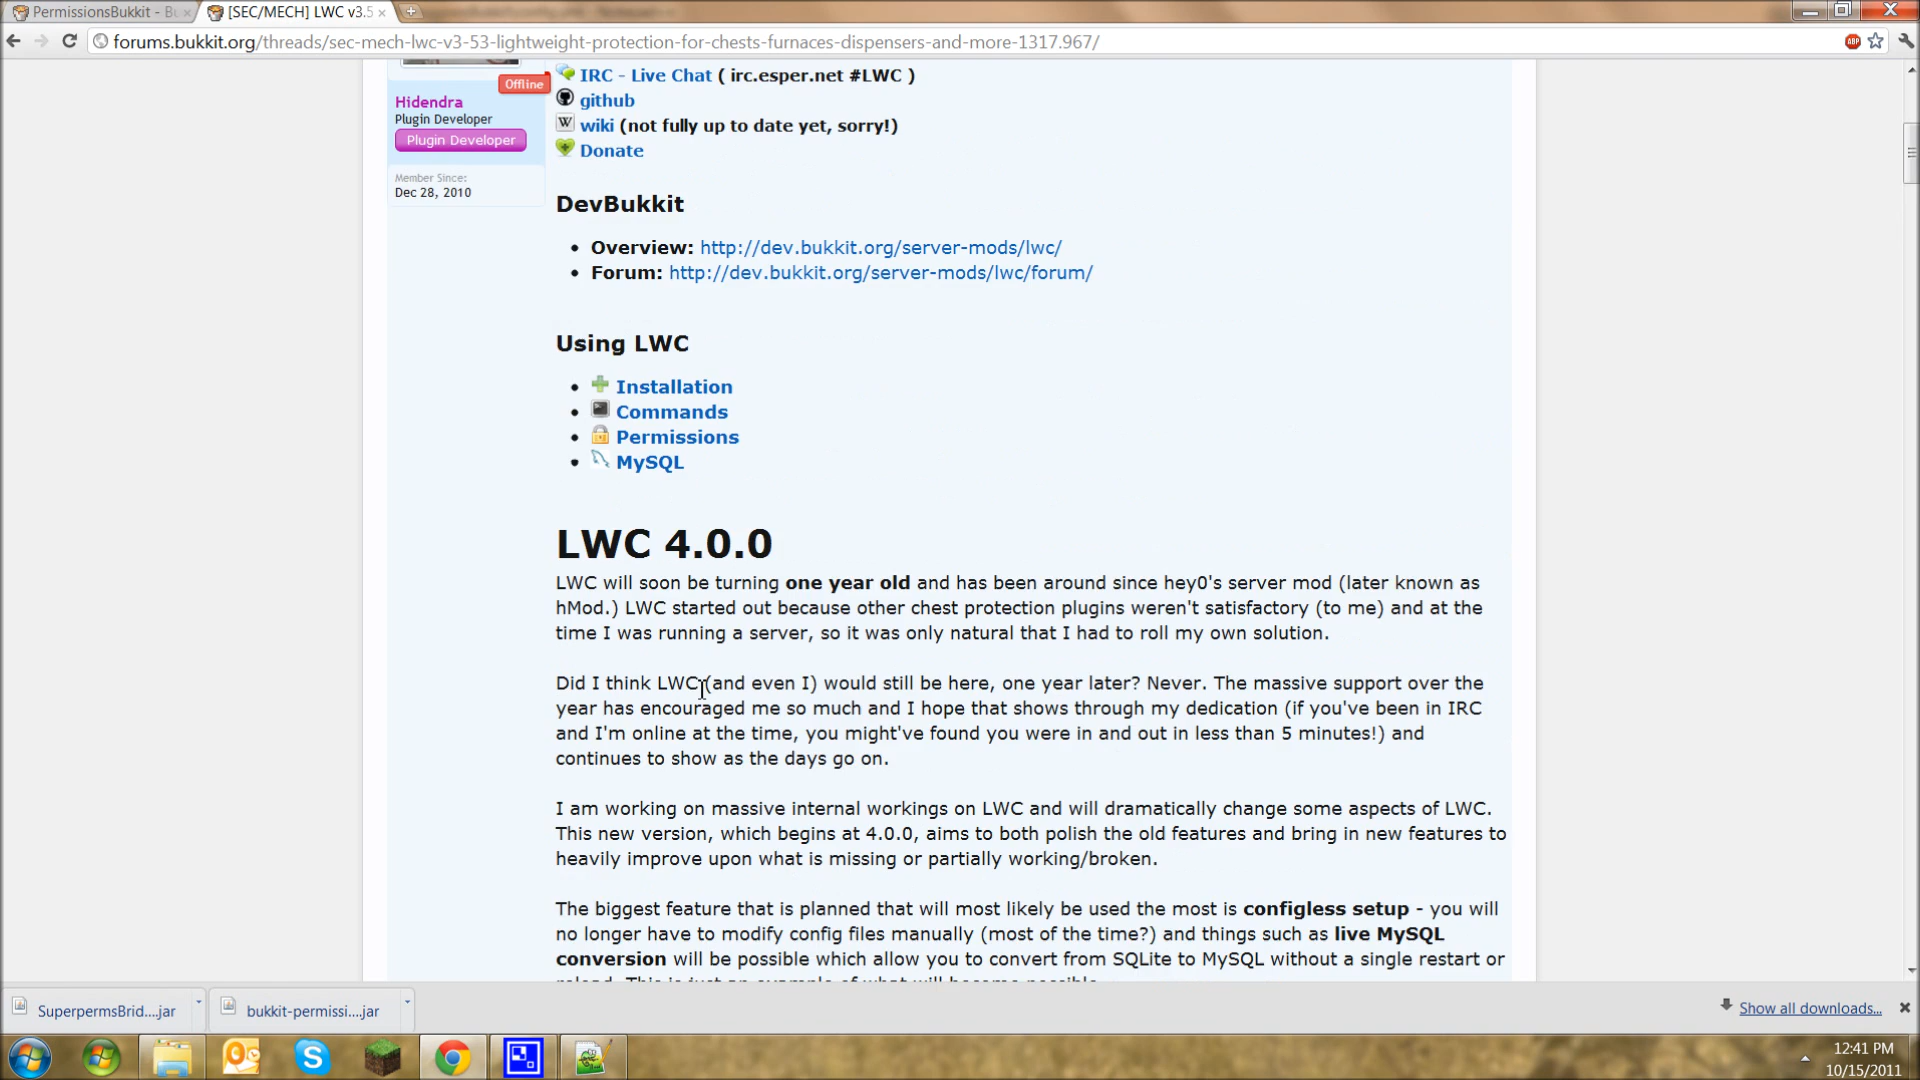 PermissionsBukkit - Bu
[SEC/MECH] LWC v3.5
forums.bukkit.org/threads/sec-mech-lwc-v3-53-lightweight-protection-for-chests-furnaces-dispensers-and-more-1317.967/
ABP
Offline
Hidendra
Plugin Developer
Plugin Developer
Member Since:
Dec 28, 2010
IRC - Live Chat ( irc.esper.net #LWC )
github
W wiki (not fully up to date yet, sorry!)
Donate
DevBukkit
• Overview: http://dev.bukkit.org/server-mods/lwc/
• Forum: http://dev.bukkit.org/server-mods/lwc/forum/
Using LWC
• Installation
• Commands
• Permissions
• MySQL
LWC 4.0.0
LWC will soon be turning one year old and has been around since hey0's server mod (later known as
hMod.) LWC started out because other chest protection plugins weren't satisfactory (to me) and at the
time I was running a server, so it was only natural that I had to roll my own solution.
Did I think LWC (and even I) would still be here, one year later? Never. The massive support over the
year has encouraged me so much and I hope that shows through my dedication (if you've been in IRC
and I'm online at the time, you might've found you were in and out in less than 5 minutes!) and
continues to show as the days go on.
I am working on massive internal workings on LWC and will dramatically change some aspects of LWC.
This new version, which begins at 4.0.0, aims to both polish the old features and bring in new features to
heavily improve upon what is missing or partially working/broken.
The biggest feature that is planned that will most likely be used the most is configless setup - you will
no longer have to modify config files manually (most of the time?) and things such as live MySQL
conversion will be possible which allow you to convert from SQLite to MySQL without a single restart or
SuperpermsBrid....jar
bukkit-permissi....jar
Show all downloads...
12:41 PM
10/15/2011